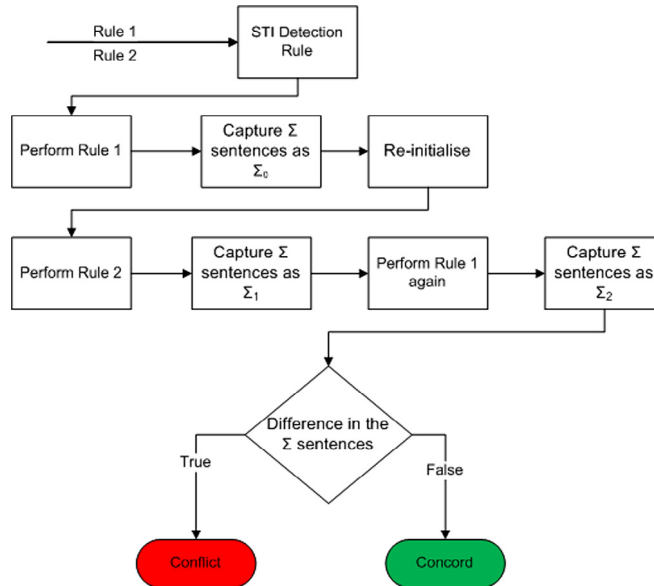 Rule 1
Rule 2
STI Detection
Rule
Perform Rule 1
Capture Σ
sentences as
Σ₀
Re-initialise
Perform Rule 2
Capture Σ
sentences as
Σ₁
Perform Rule 1
again
Capture Σ
sentences as
Σ₂
Difference in the
Σ sentences
True
False
Conflict
Concord